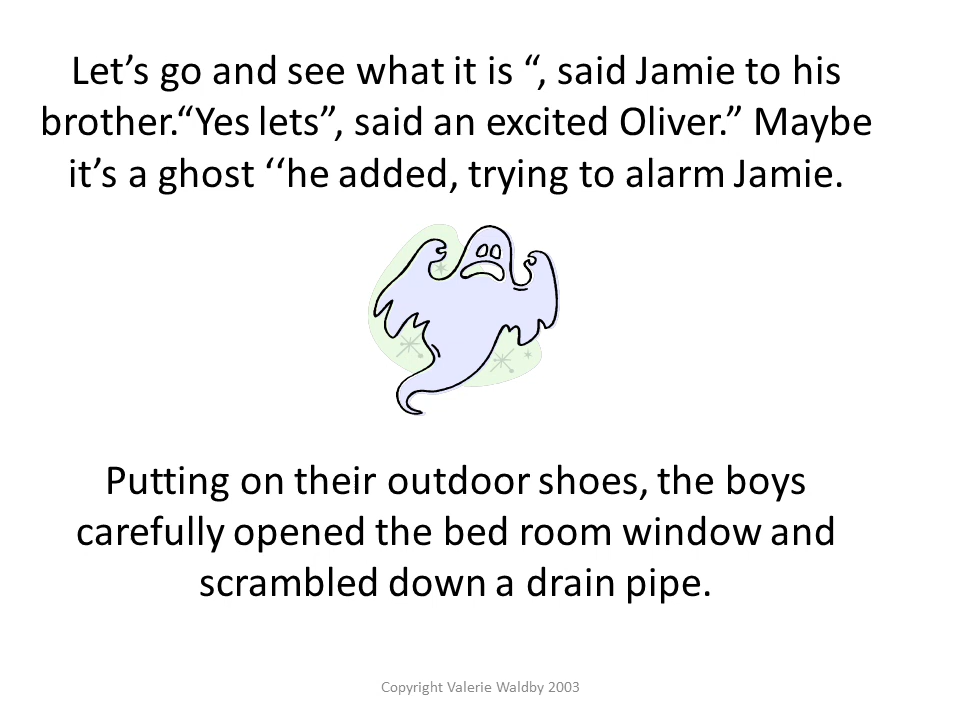 Let’s go and see what it is “, said Jamie to his
brother.“Yes lets”, said an excited Oliver.” Maybe
it’s a ghost ‘‘he added, trying to alarm Jamie.
Putting on their outdoor shoes, the boys
carefully opened the bed room window and
scrambled down a drain pipe.
Copyright Valerie Waldby 2003